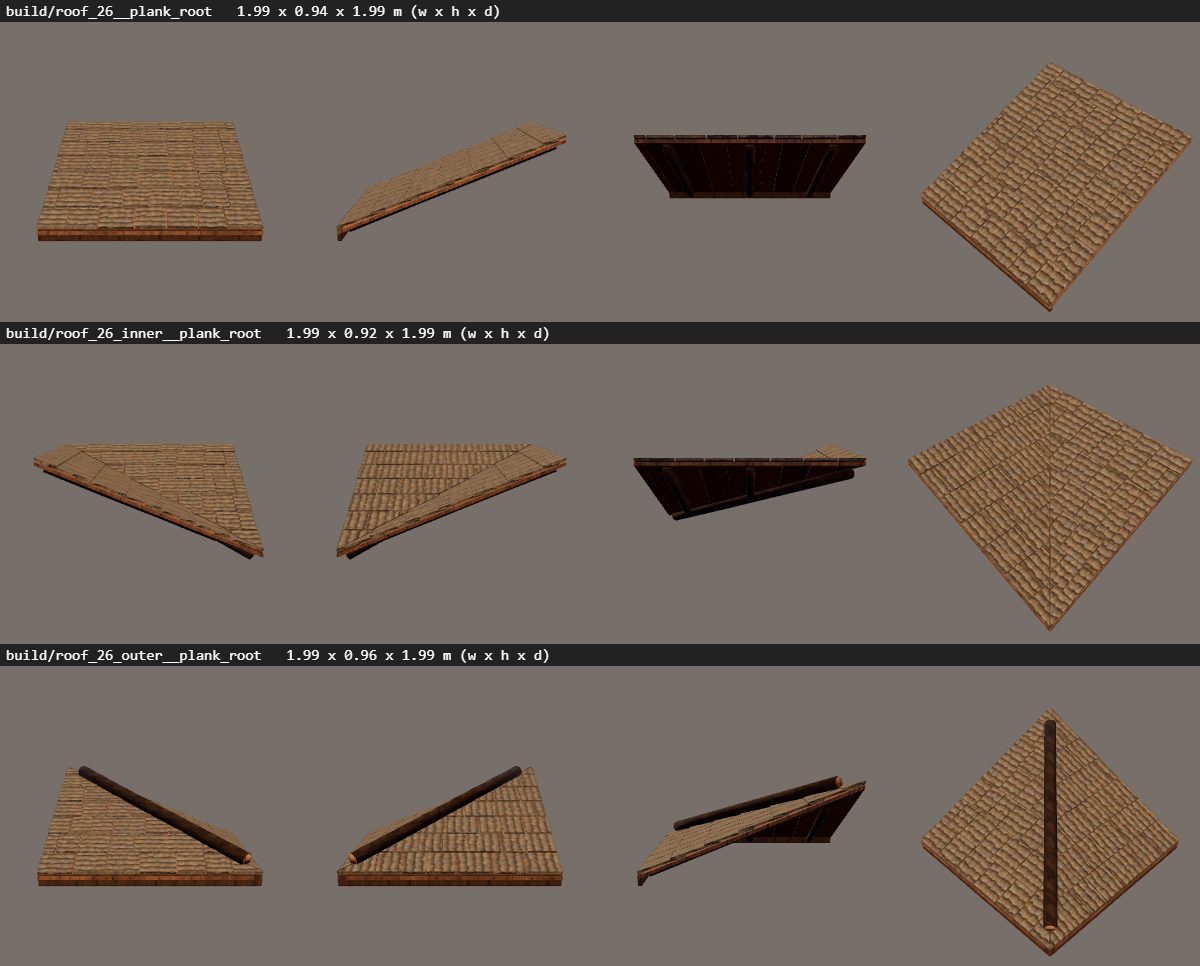 build/roof_26__plank_root 1.99 x 0.94 x 1.99 m (w x h x d)
build/roof_26_inner__plank_root 1.99 x 0.92 x 1.99 m (w x h x d)
build/roof_26_outer__plank_root 1.99 x 0.96 x 1.99 m (w x h x d)